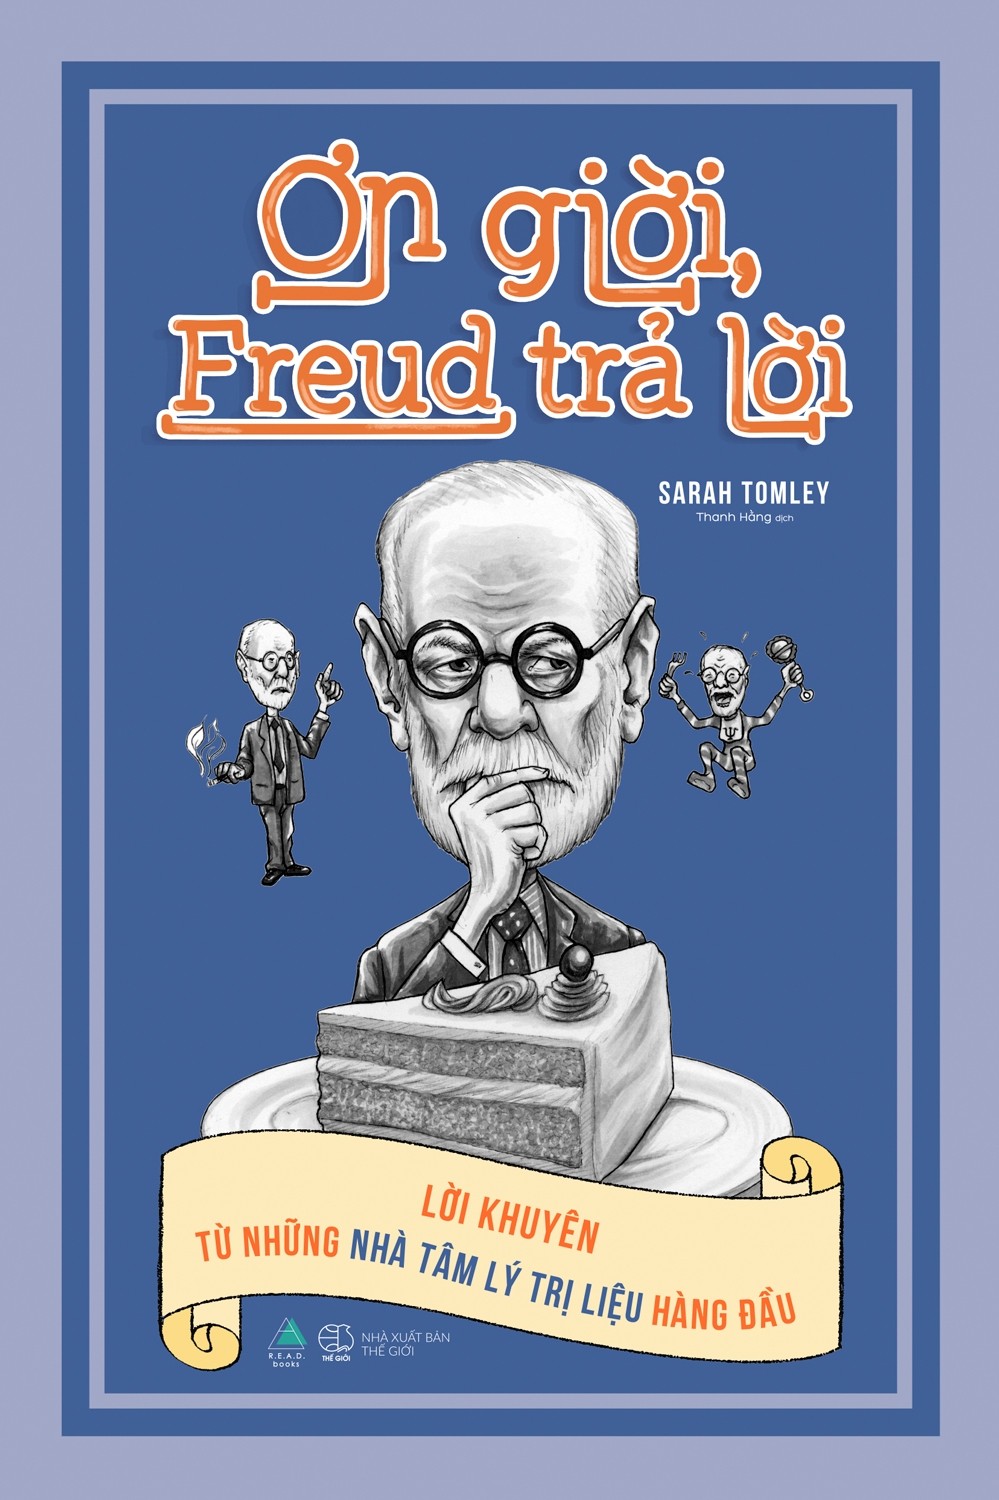 Ơn giời,
Freud trả lời
SARAH TOMLEY
Thanh Hằng dịch
Ψ
LỜI KHUYÊN
TỪ NHỮNG NHÀ TÂM LÝ TRỊ LIỆU HÀNG ĐẦU
R.E.A.D.
books
THẾ GIỚI
NHÀ XUẤT BẢN
THẾ GIỚI